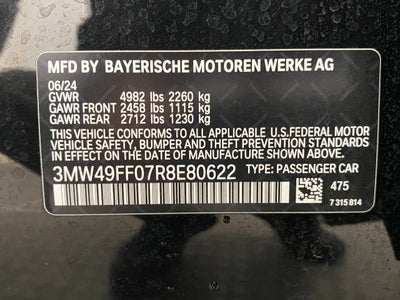 MFD BY BAYERISCHE MOTOREN WERKE AG
06/24
GVWR 4982 lbs 2260 kg
GAWR FRONT 2458 lbs 1115 kg
GAWR REAR 2712 lbs 1230 kg
THIS VEHICLE CONFORMS TO ALL APPLICABLE U.S.FEDERAL MOTOR
VEHICLE SAFETY, BUMPER AND THEFT PREVENTION STANDARDS IN
EFFECT ON THE DATE OF MANUFACTURE SHOWN ABOVE.
3MW49FF07R8E80622 TYPE: PASSENGER CAR
475
7 315 814